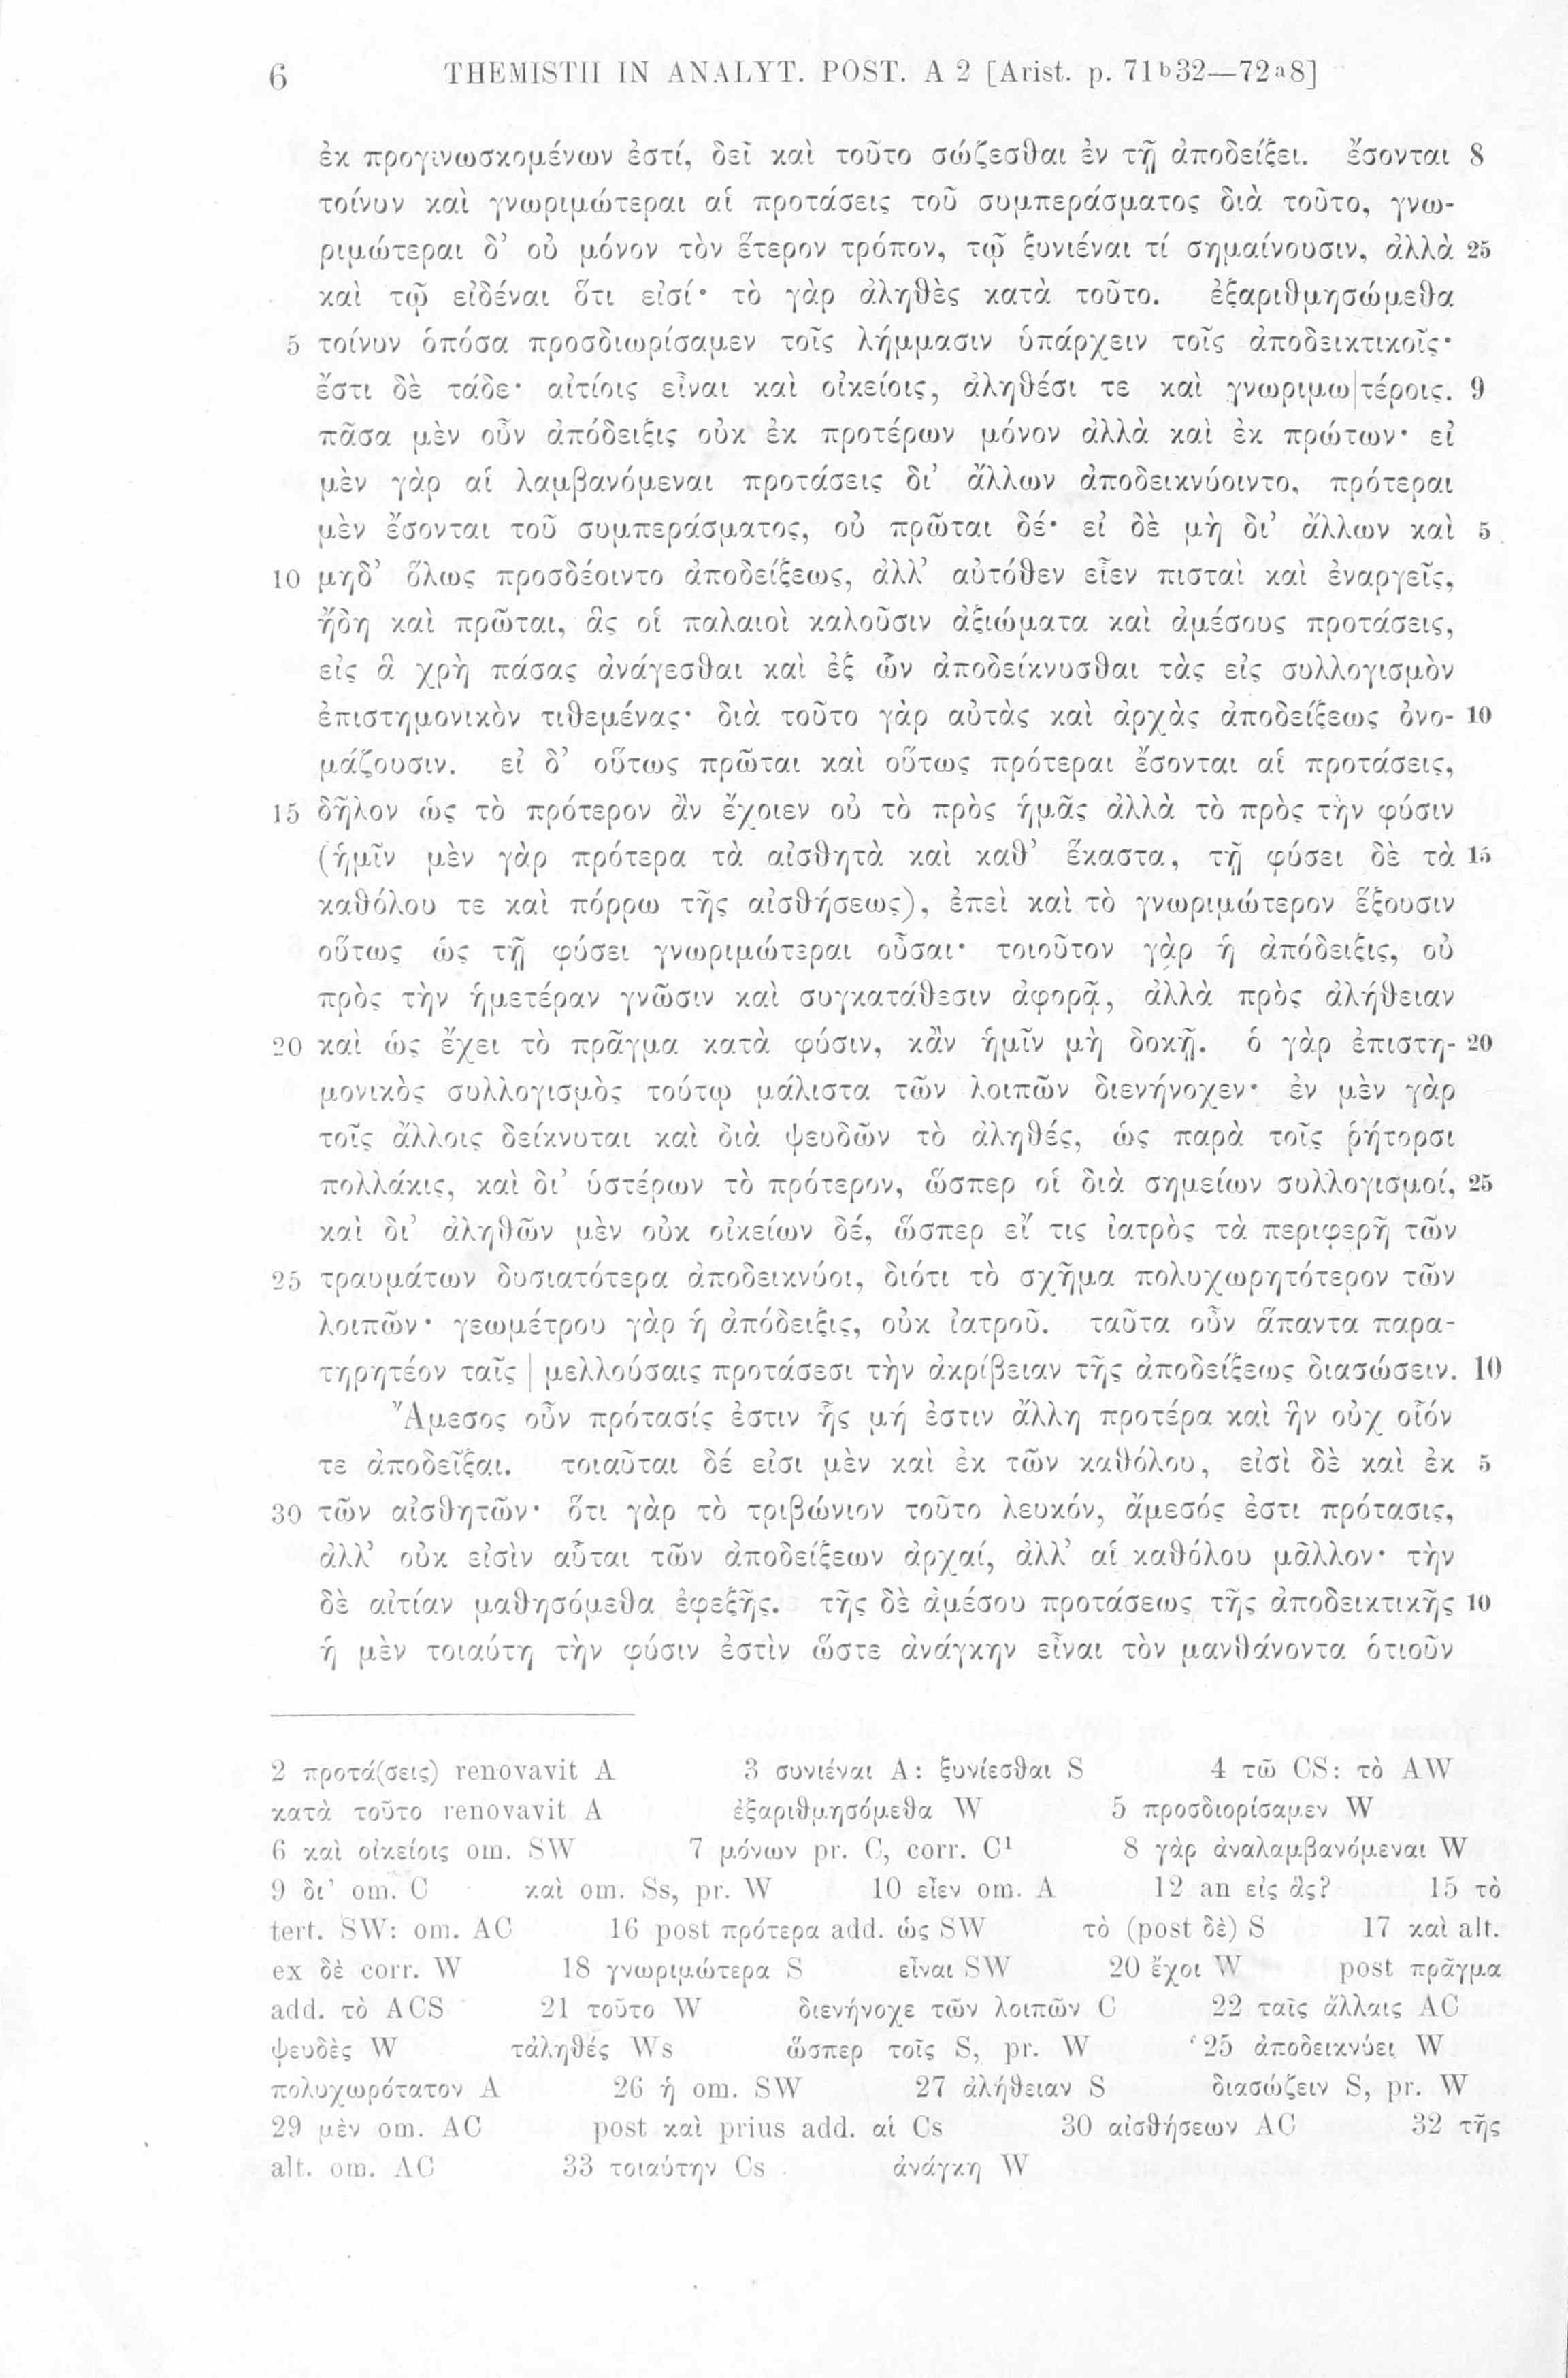 6 THEMISTII IN ANALYT. POST. A 2 [Arist. p. 71ᵇ32—72ᵃ8]
ἐκ προγινωσκομένων ἐστί, δεῖ καὶ τοῦτο σώζεσθαι ἐν τῇ ἀποδείξει. ἔσονται 8
τοίνυν καὶ γνωριμώτεραι αἱ προτάσεις τοῦ συμπεράσματος διὰ τοῦτο, γνω-
ριμώτεραι δ’ οὐ μόνον τὸν ἕτερον τρόπον, τῷ ξυνιέναι τί σημαίνουσιν, ἀλλὰ 25
καὶ τῷ εἰδέναι ὅτι εἰσί· τὸ γὰρ ἀληθὲς κατὰ τοῦτο. ἐξαριθμησώμεθα
5 τοίνυν ὁπόσα προσδιωρίσαμεν τοῖς λήμμασιν ὑπάρχειν τοῖς ἀποδεικτικοῖς·
ἔστι δὲ τάδε· αἰτίοις εἶναι καὶ οἰκείοις, ἀληθέσι τε καὶ γνωριμω|τέροις. 9
πᾶσα μὲν οὖν ἀπόδειξις οὐκ ἐκ προτέρων μόνον ἀλλὰ καὶ ἐκ πρώτων· εἰ
μὲν γὰρ αἱ λαμβανόμεναι προτάσεις δι’ ἄλλων ἀποδεικνύοιντο, πρότεραι
μὲν ἔσονται τοῦ συμπεράσματος, οὐ πρῶται δέ· εἰ δὲ μὴ δι’ ἄλλων καὶ 5
10 μηδ’ ὅλως προσδέοιντο ἀποδείξεως, ἀλλ’ αὐτόθεν εἶεν πισταὶ καὶ ἐναργεῖς,
ἤδη καὶ πρῶται, ἃς οἱ παλαιοὶ καλοῦσιν ἀξιώματα καὶ ἀμέσους προτάσεις,
εἰς ἃ χρὴ πάσας ἀνάγεσθαι καὶ ἐξ ὧν ἀποδείκνυσθαι τὰς εἰς συλλογισμὸν
ἐπιστημονικὸν τιθεμένας· διὰ τοῦτο γὰρ αὐτὰς καὶ ἀρχὰς ἀποδείξεως ὀνο- 10
μάζουσιν. εἰ δ’ οὕτως πρῶται καὶ οὕτως πρότεραι ἔσονται αἱ προτάσεις,
15 δῆλον ὡς τὸ πρότερον ἂν ἔχοιεν οὐ τὸ πρὸς ἡμᾶς ἀλλὰ τὸ πρὸς τὴν φύσιν
(ἡμῖν μὲν γὰρ πρότερα τὰ αἰσθητὰ καὶ καθ’ ἕκαστα, τῇ φύσει δὲ τὰ 15
καθόλου τε καὶ πόρρω τῆς αἰσθήσεως), ἐπεὶ καὶ τὸ γνωριμώτερον ἕξουσιν
οὕτως ὡς τῇ φύσει γνωριμώτεραι οὖσαι· τοιοῦτον γὰρ ἡ ἀπόδειξις, οὐ
πρὸς τὴν ἡμετέραν γνῶσιν καὶ συγκατάθεσιν ἀφορᾷ, ἀλλὰ πρὸς ἀλήθειαν
20 καὶ ὡς ἔχει τὸ πρᾶγμα κατὰ φύσιν, κἂν ἡμῖν μὴ δοκῇ. ὁ γὰρ ἐπιστη- 20
μονικὸς συλλογισμὸς τούτῳ μάλιστα τῶν λοιπῶν διενήνοχεν· ἐν μὲν γὰρ
τοῖς ἄλλοις δείκνυται καὶ διὰ ψευδῶν τὸ ἀληθές, ὡς παρὰ τοῖς ῥήτορσι
πολλάκις, καὶ δι’ ὑστέρων τὸ πρότερον, ὥσπερ οἱ διὰ σημείων συλλογισμοί, 25
καὶ δι’ ἀληθῶν μὲν οὐκ οἰκείων δέ, ὥσπερ εἴ τις ἰατρὸς τὰ περιφερῆ τῶν
25 τραυμάτων δυσιατότερα ἀποδεικνύοι, διότι τὸ σχῆμα πολυχωρητότερον τῶν
λοιπῶν· γεωμέτρου γὰρ ἡ ἀπόδειξις, οὐκ ἰατροῦ. ταῦτα οὖν ἅπαντα παρα-
τηρητέον ταῖς | μελλούσαις προτάσεσι τὴν ἀκρίβειαν τῆς ἀποδείξεως διασώσειν. 10
Ἄμεσος οὖν πρότασίς ἐστιν ἧς μή ἐστιν ἄλλη προτέρα καὶ ἣν οὐχ οἷόν
τε ἀποδεῖξαι. τοιαῦται δέ εἰσι μὲν καὶ ἐκ τῶν καθόλου, εἰσὶ δὲ καὶ ἐκ 5
30 τῶν αἰσθητῶν· ὅτι γὰρ τὸ τριβώνιον τοῦτο λευκόν, ἄμεσός ἐστι πρότασις,
ἀλλ’ οὐκ εἰσὶν αὗται τῶν ἀποδείξεων ἀρχαί, ἀλλ’ αἱ καθόλου μᾶλλον· τὴν
δὲ αἰτίαν μαθησόμεθα ἐφεξῆς. τῆς δὲ ἀμέσου προτάσεως τῆς ἀποδεικτικῆς 10
ἡ μὲν τοιαύτη τὴν φύσιν ἐστὶν ὥστε ἀνάγκην εἶναι τὸν μανθάνοντα ὁτιοῦν
2 προτά(σεις) renovavit A 3 συνιέναι A: ξυνίεσθαι S 4 τῶ CS: τὸ AW
κατὰ τοῦτο renovavit A ἐξαριθμησόμεθα W 5 προσδιορίσαμεν W
6 καὶ οἰκείοις om. SW 7 μόνων pr. C, corr. C¹ 8 γὰρ ἀναλαμβανόμεναι W
9 δι’ om. C καὶ om. Ss, pr. W 10 εἶεν om. A 12 an εἰς ἃς? 15 τὸ
tert. SW: om. AC 16 post πρότερα add. ὡς SW τὸ (post δὲ) S 17 καὶ alt.
ex δὲ corr. W 18 γνωριμώτερα S εἶναι SW 20 ἔχοι W post πρᾶγμα
add. τὸ ACS 21 τοῦτο W διενήνοχε τῶν λοιπῶν C 22 ταῖς ἄλλαις AC
ψευδὲς W τἀληθές Ws ὥσπερ τοῖς S, pr. W 25 ἀποδεικνύει W
πολυχωρότατον A 26 ἡ om. SW 27 ἀλήθειαν S διασώζειν S, pr. W
29 μὲν om. AC post καὶ prius add. αἱ Cs 30 αἰσθήσεων AC 32 τῆς
alt. om. AC 33 τοιαύτην Cs ἀνάγκη W